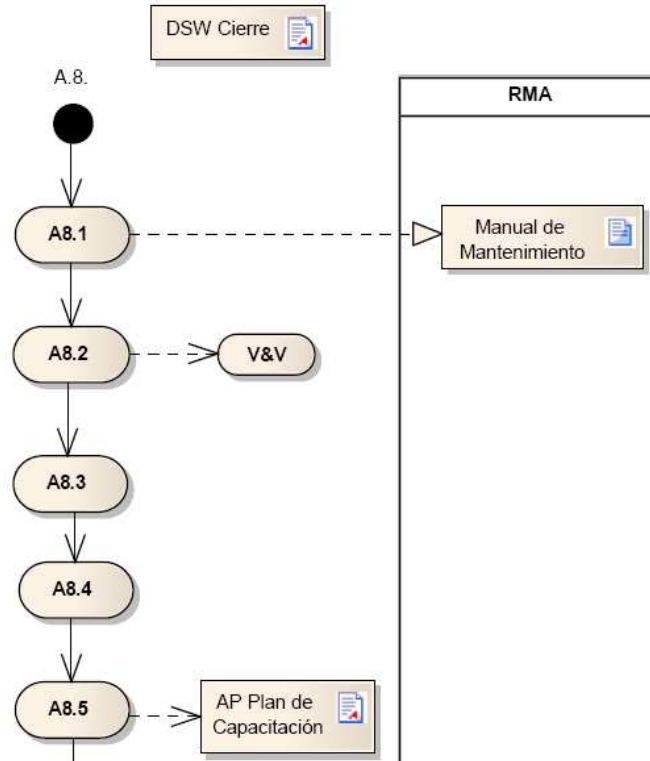 DSW Cierre
A.8.
RMA
A8.1
Manual de
Mantenimiento
A8.2
V&V
A8.3
A8.4
A8.5
AP Plan de
Capacitación